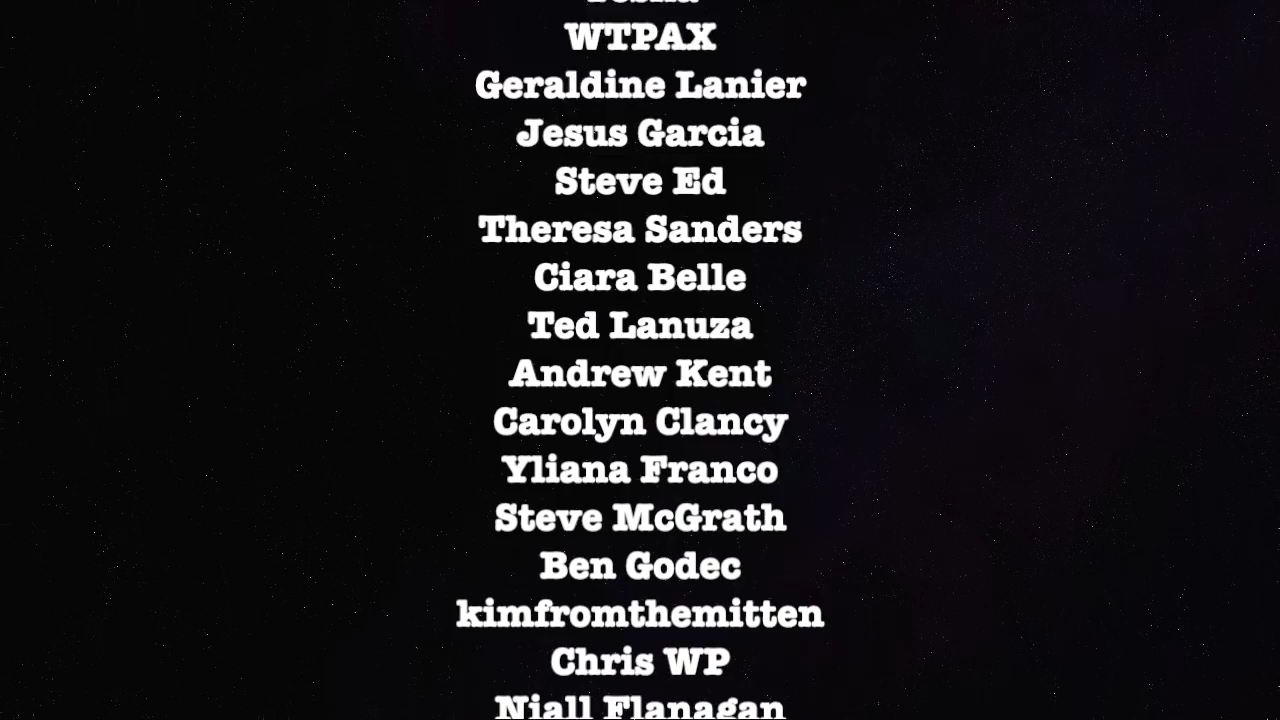 WTPAX
Geraldine Lanier
Jesus Garcia
Steve Ed
Theresa Sanders
Ciara Belle
Ted Lanuza
Andrew Kent
Carolyn Clancy
Yliana Franco
Steve McGrath
Ben Godec
kimfromthemitten
Chris WP
Niall Flanagan